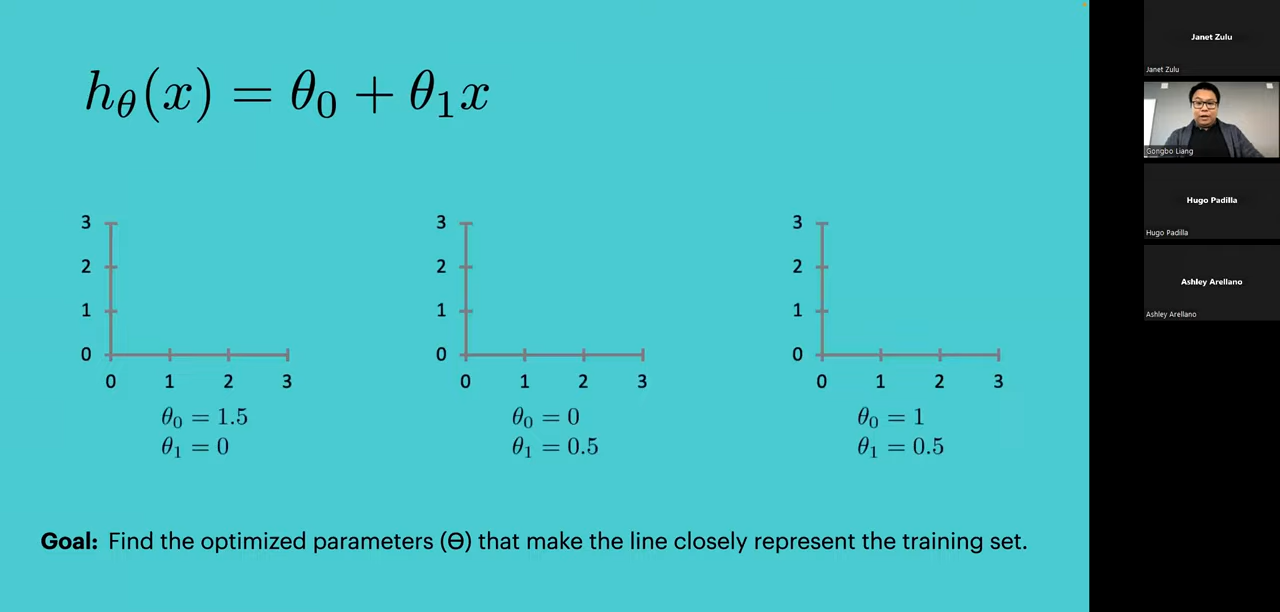 hθ(x) = θ0 + θ1x
3
2
1
0
0 1 2 3
θ0 = 1.5
θ1 = 0
3
2
1
0
0 1 2 3
θ0 = 0
θ1 = 0.5
3
2
1
0
0 1 2 3
θ0 = 1
θ1 = 0.5
Goal: Find the optimized parameters (Θ) that make the line closely represent the training set.
Janet Zulu
Janet Zulu
Gongbo Liang
Hugo Padilla
Hugo Padilla
Ashley Arellano
Ashley Arellano